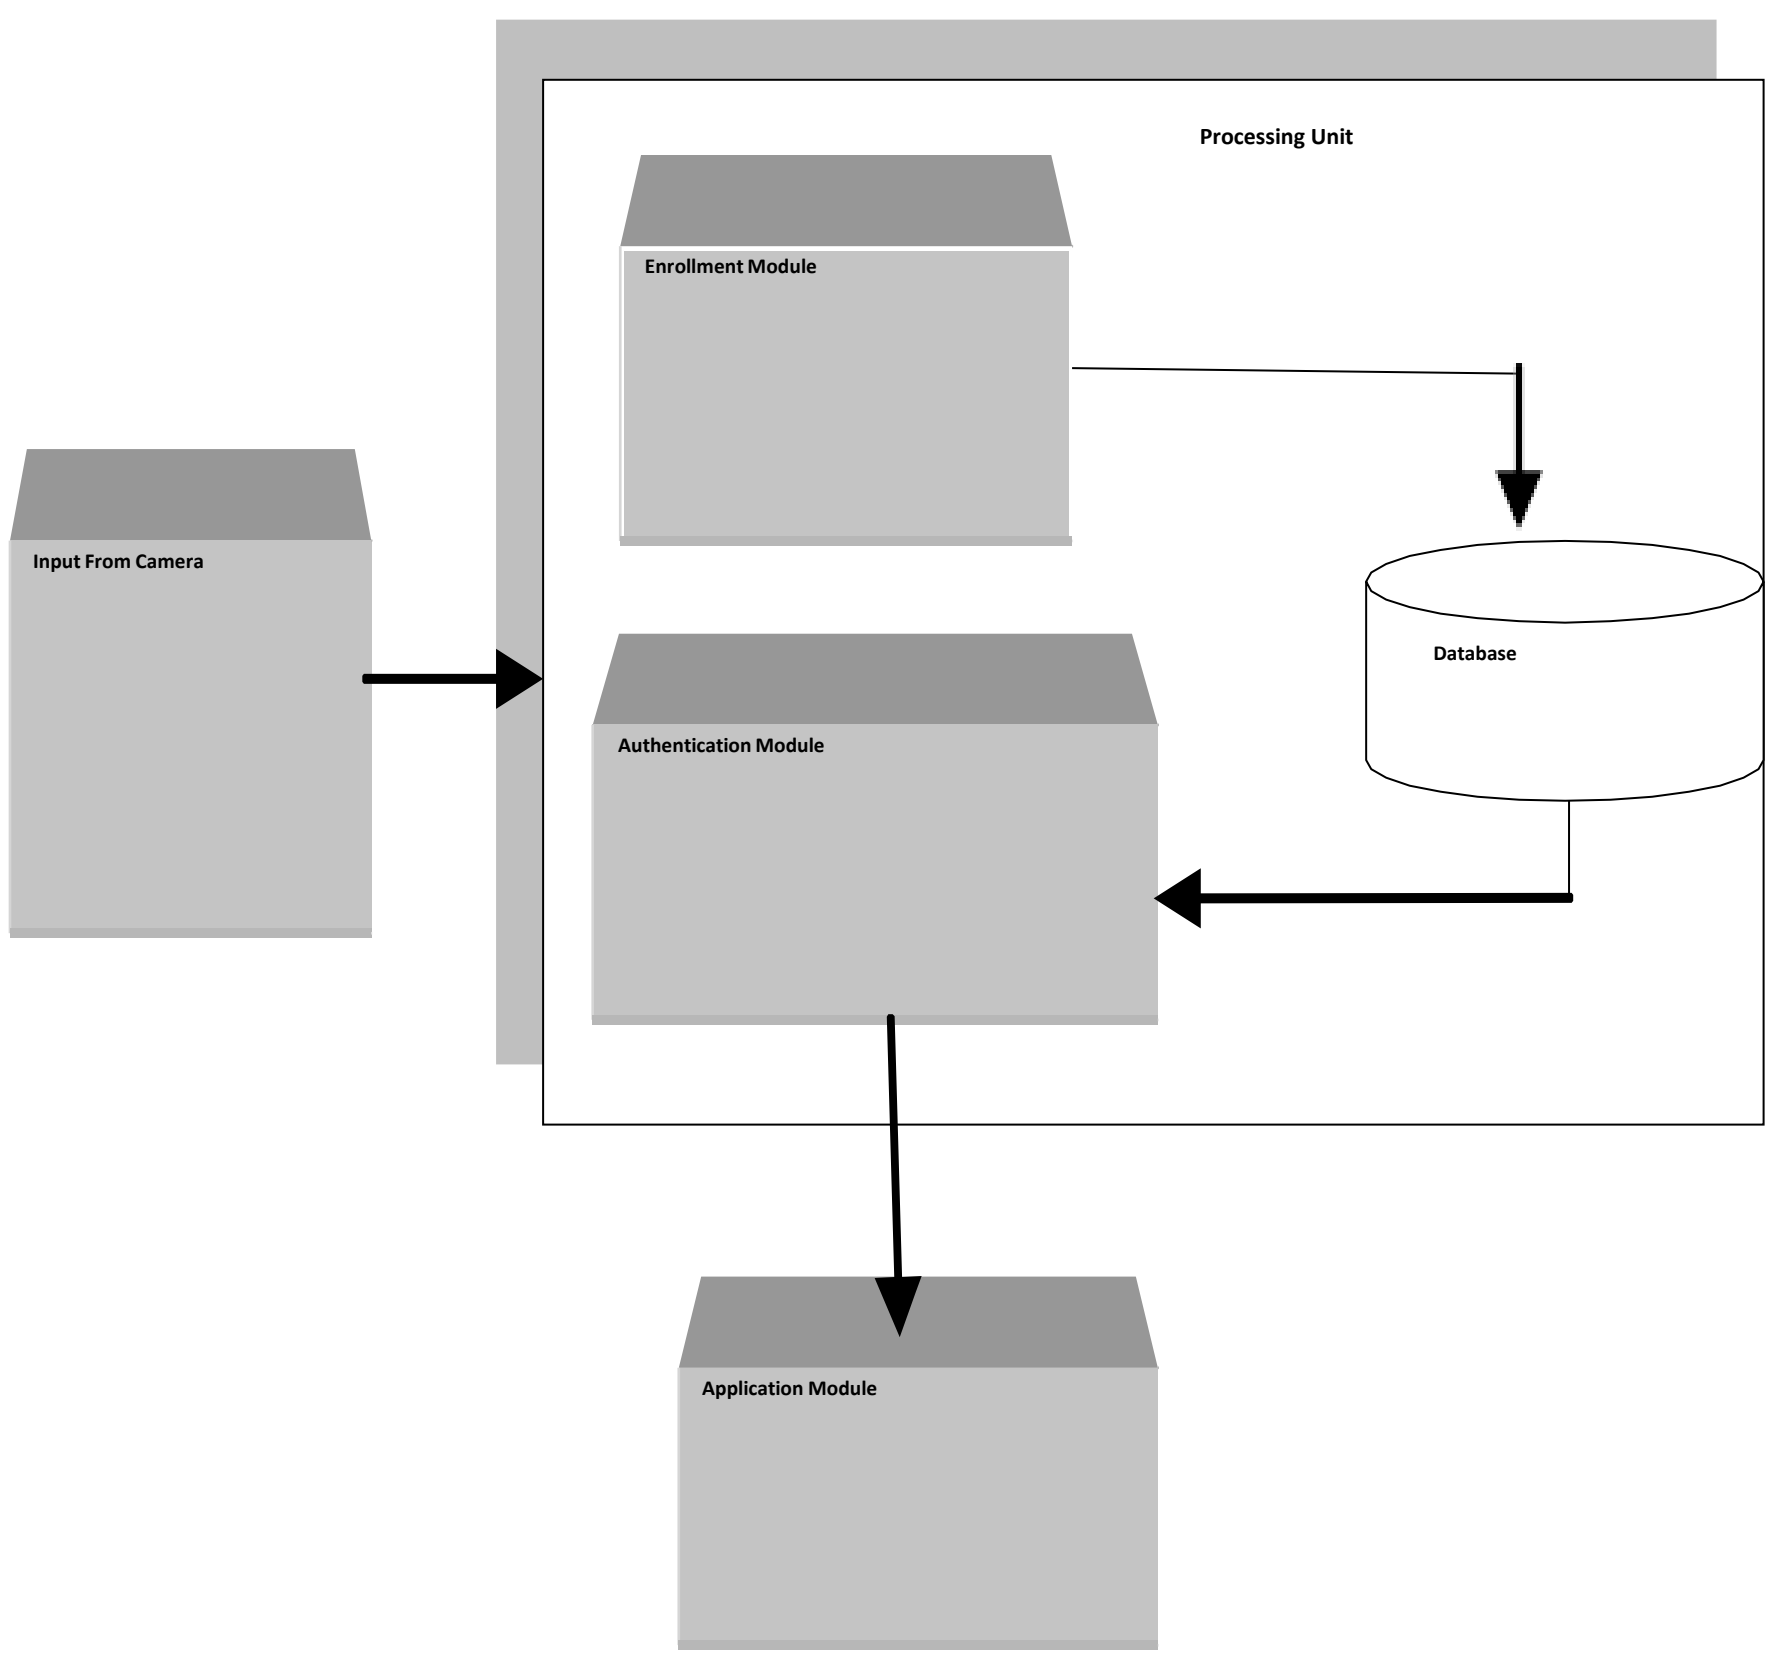 Processing Unit
Enrollment Module
Input From Camera
Database
Authentication Module
Application Module